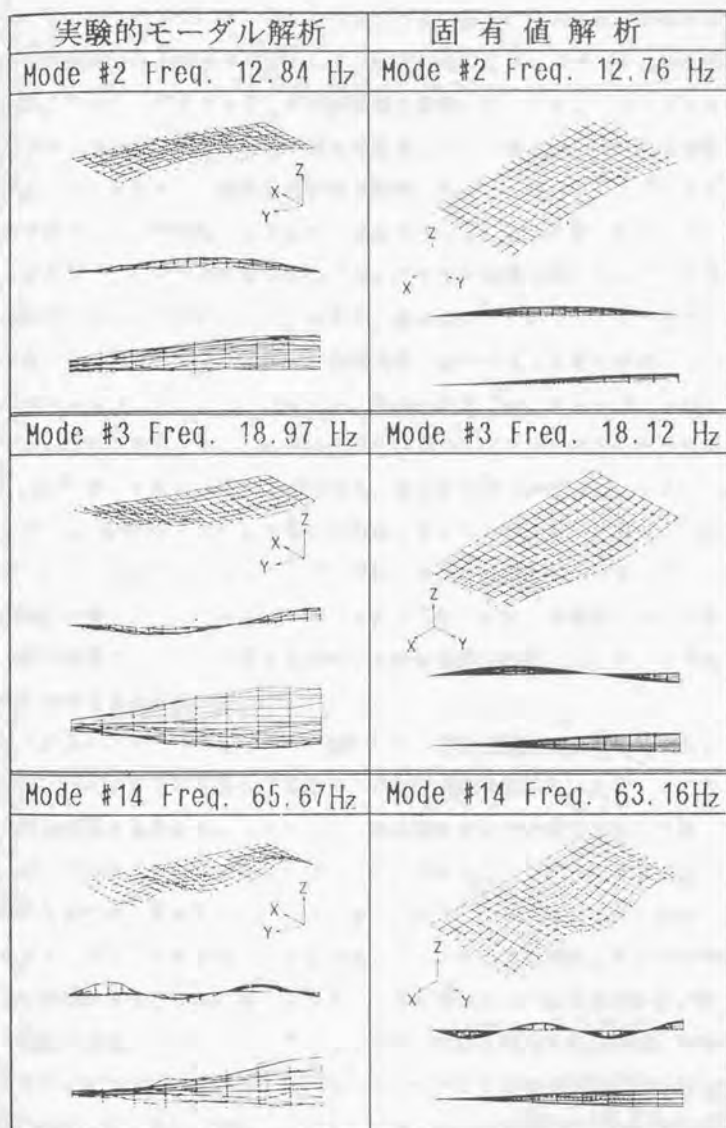 実験的モーダル解析
固有値解析
Mode #2 Freq. 12.84 Hz
Mode #2 Freq. 12.76 Hz
Z
X
Y
Z
X
Y
Mode #3 Freq. 18.97 Hz
Mode #3 Freq. 18.12 Hz
Z
X
Y
Z
X
Y
Mode #14 Freq. 65.67Hz
Mode #14 Freq. 63.16Hz
Z
X
Y
Z
X
Y